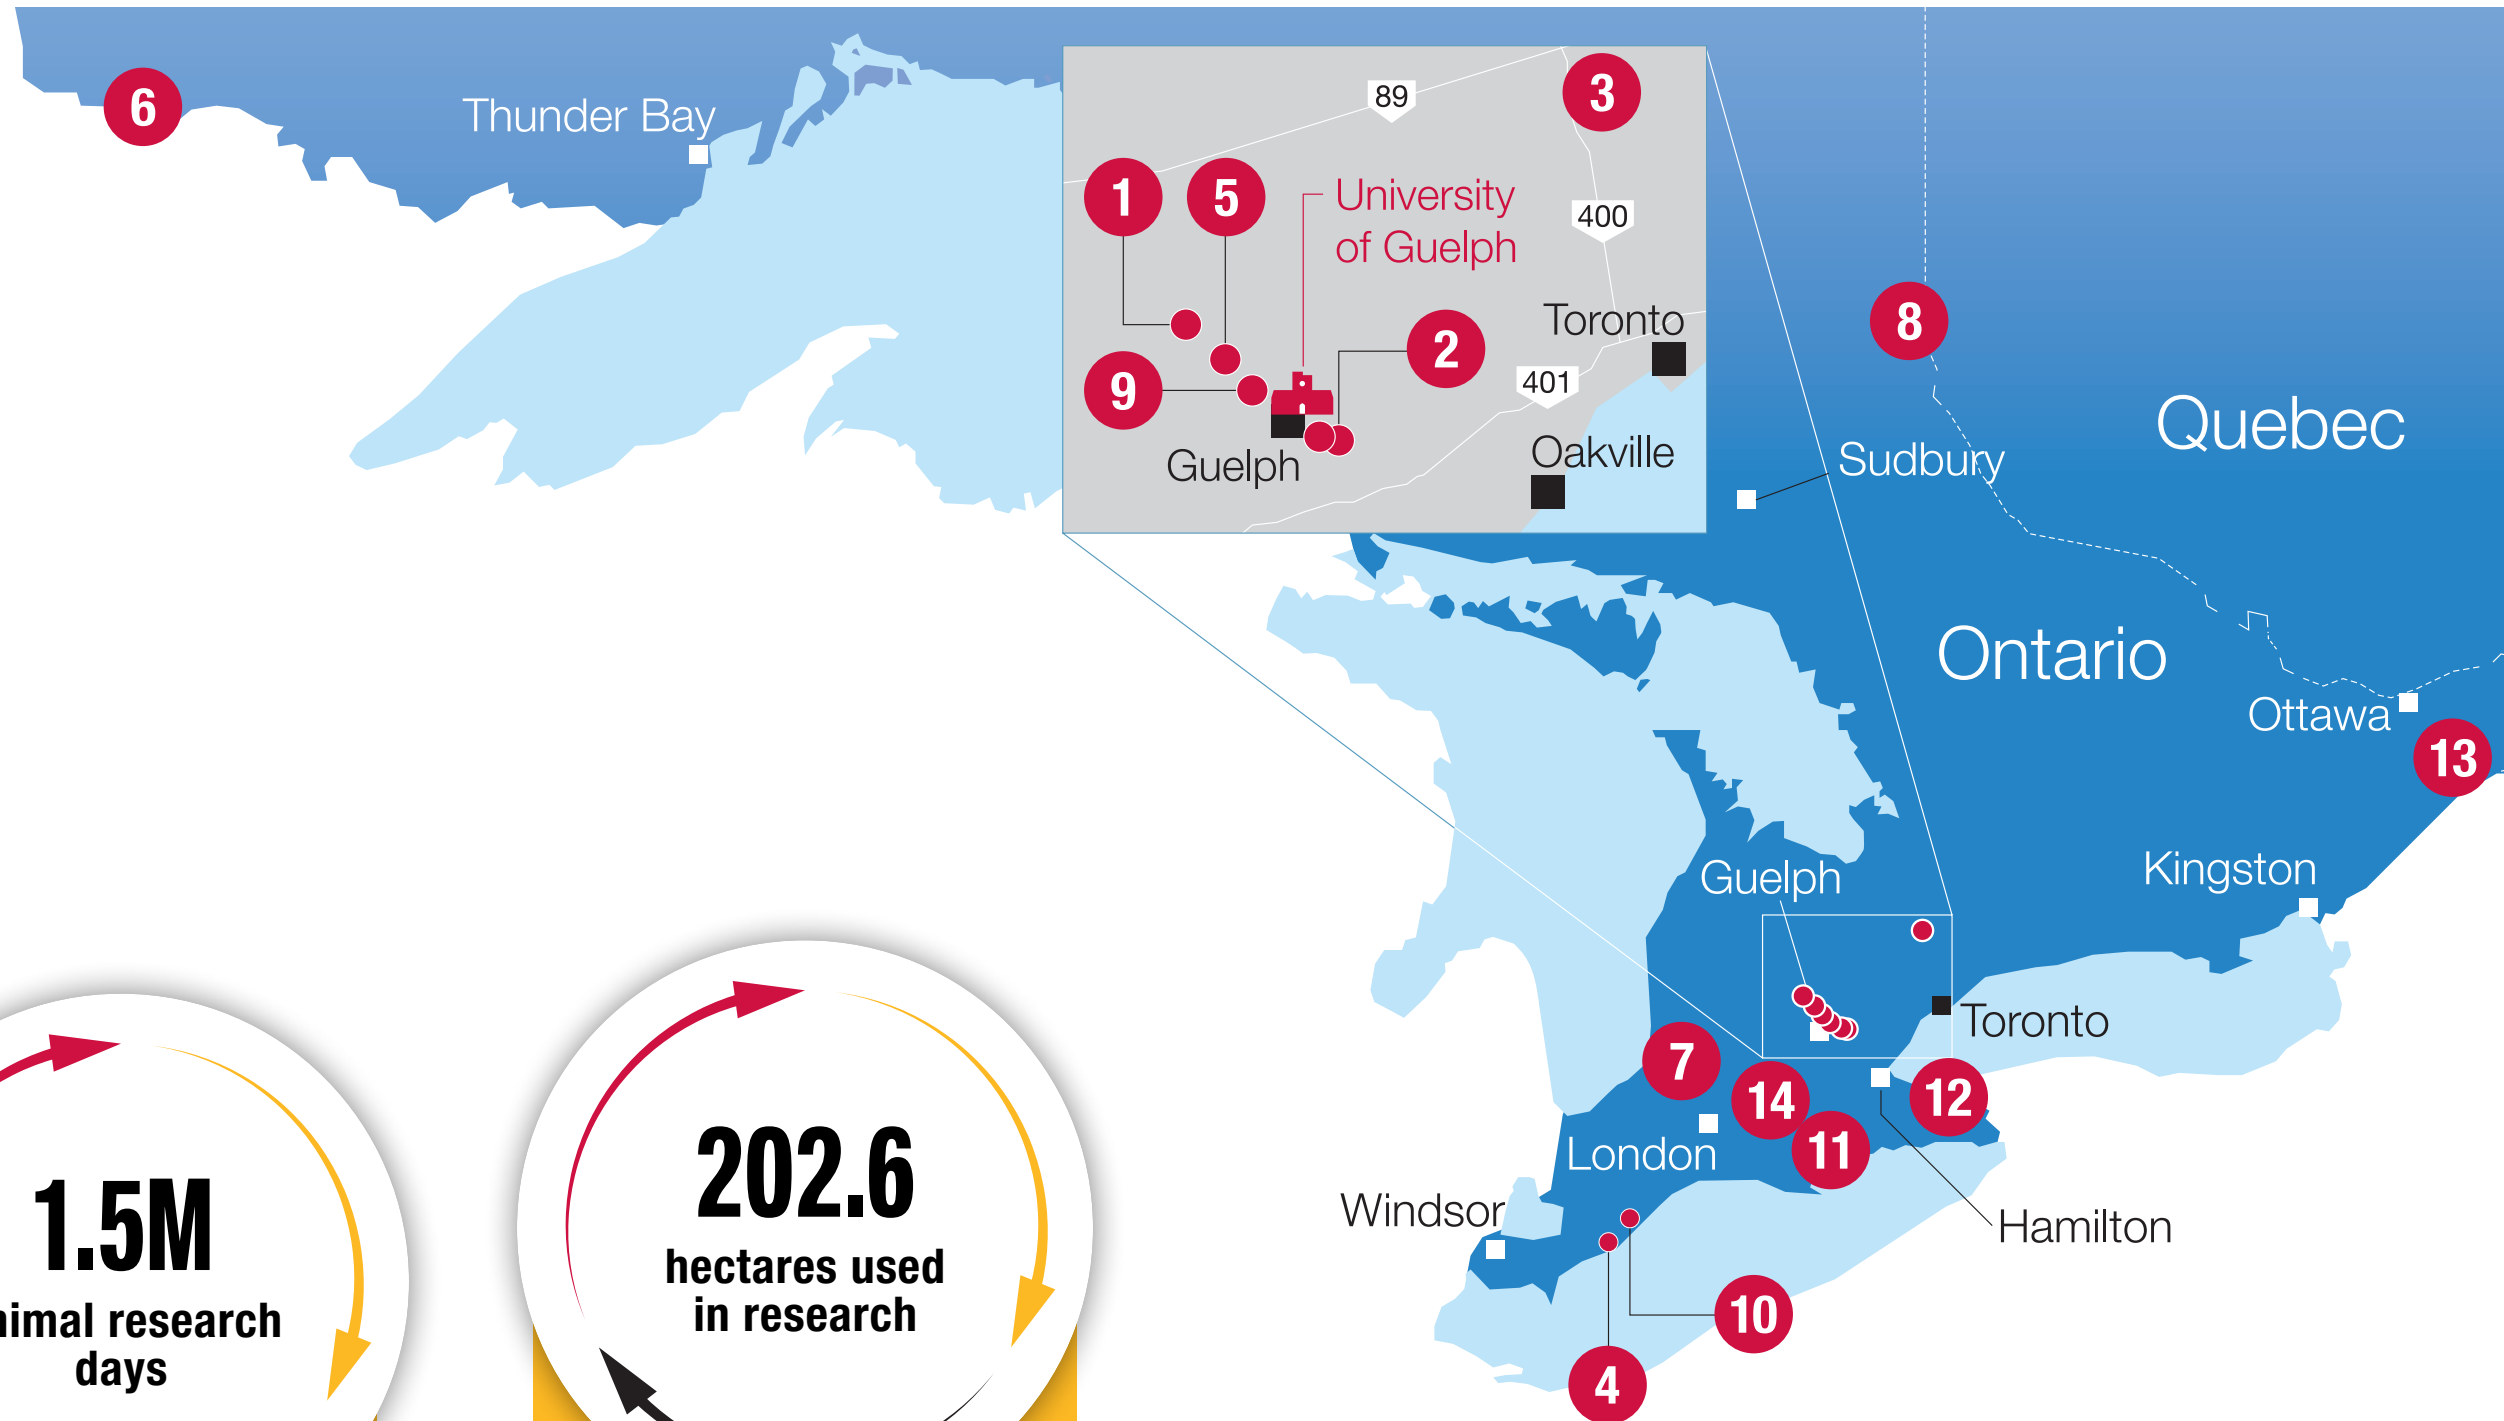 6
Thunder Bay
89
3
1
5
University
of Guelph
400
Toronto
2
401
9
Guelph
Oakville
8
Quebec
Sudbury
Ontario
Ottawa
13
Guelph
Kingston
Toronto
7
14
12
11
London
Windsor
Hamilton
10
4
202.6
hectares used
in research
1.5M
research
days